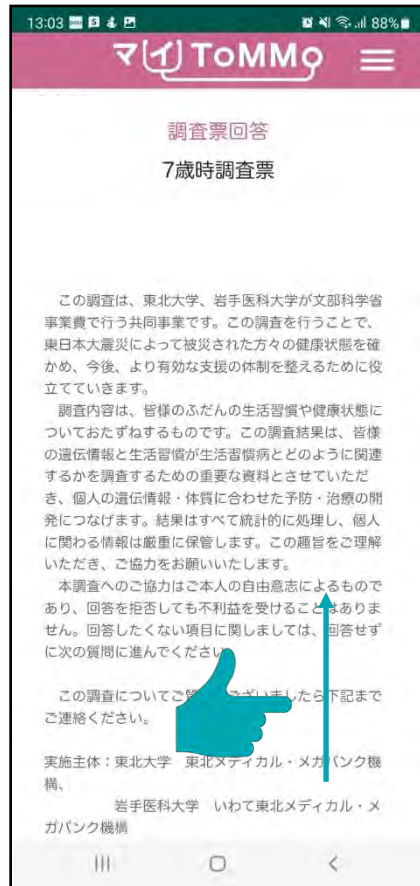 13:03
88%
マイToMMo
調査票回答
7歳時調査票
この調査は、東北大学、岩手医科大学が文部科学省
事業費で行う共同事業です。この調査を行うことで、
東日本大震災によって被災された方々の健康状態を確
かめ、今後、より有効な支援の体制を整えるために役
立てていきます。
調査内容は、皆様のふだんの生活習慣や健康状態に
ついておたずねするものです。この調査結果は、皆様
の遺伝情報と生活習慣が生活習慣病とどのように関連
するかを調査するための重要な資料とさせていただ
き、個人の遺伝情報・体質に合わせた予防・治療の開
発につなげます。結果はすべて統計的に処理し、個人
に関わる情報は厳重に保管します。この趣旨をご理解
いただき、ご協力をお願いいたします。
本調査へのご協力はご本人の自由意志によるもので
あり、回答を拒否しても不利益を受けることはありま
せん。回答したくない項目に関しましては、回答せず
に次の質問に進んでください
この調査についてご ございましたら下記まで
ご連絡ください。
実施主体：東北大学 東北メディカル・メガバンク機
構、
岩手医科大学 いわて東北メディカル・メ
ガバンク機構